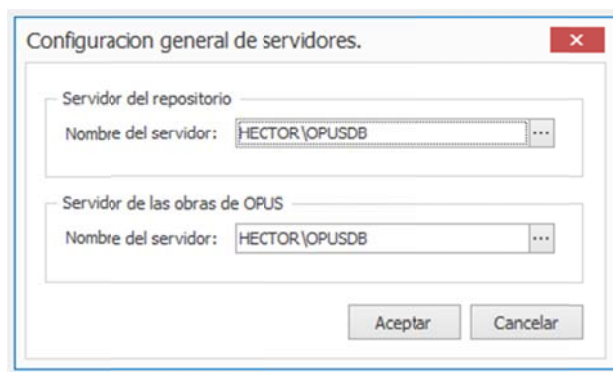 Configuracion general de servidores.
Servidor del repositorio
Nombre del servidor: HECTOR\OPUSDB ...
Servidor de las obras de OPUS
Nombre del servidor: HECTOR\OPUSDB ...
Aceptar Cancelar